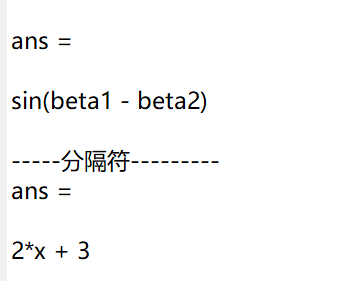 ans =
sin(beta1 - beta2)
-----分隔符---------
ans =
2*x + 3